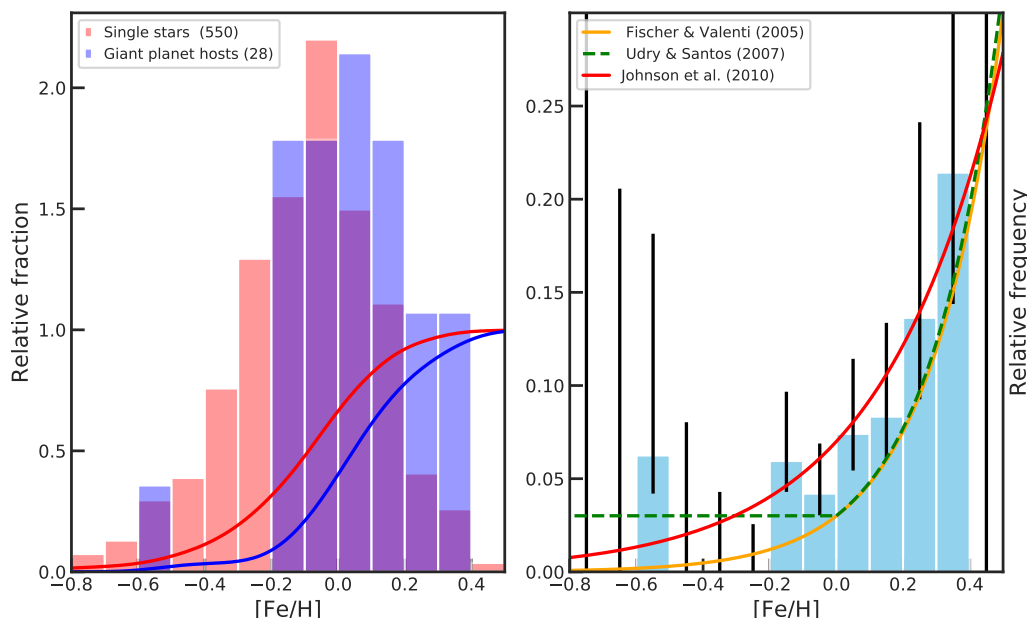 Single stars (550)
Giant planet hosts (28)
2.0
1.5
1.0
0.5
0.0
Relative fraction
−0.8 −0.6 −0.4 −0.2 0.0 0.2 0.4
[Fe/H]
Fischer & Valenti (2005)
Udry & Santos (2007)
Johnson et al. (2010)
0.25
0.20
0.15
0.10
0.05
0.00
−0.8 −0.6 −0.4 −0.2 0.0 0.2 0.4
[Fe/H]
Relative frequency